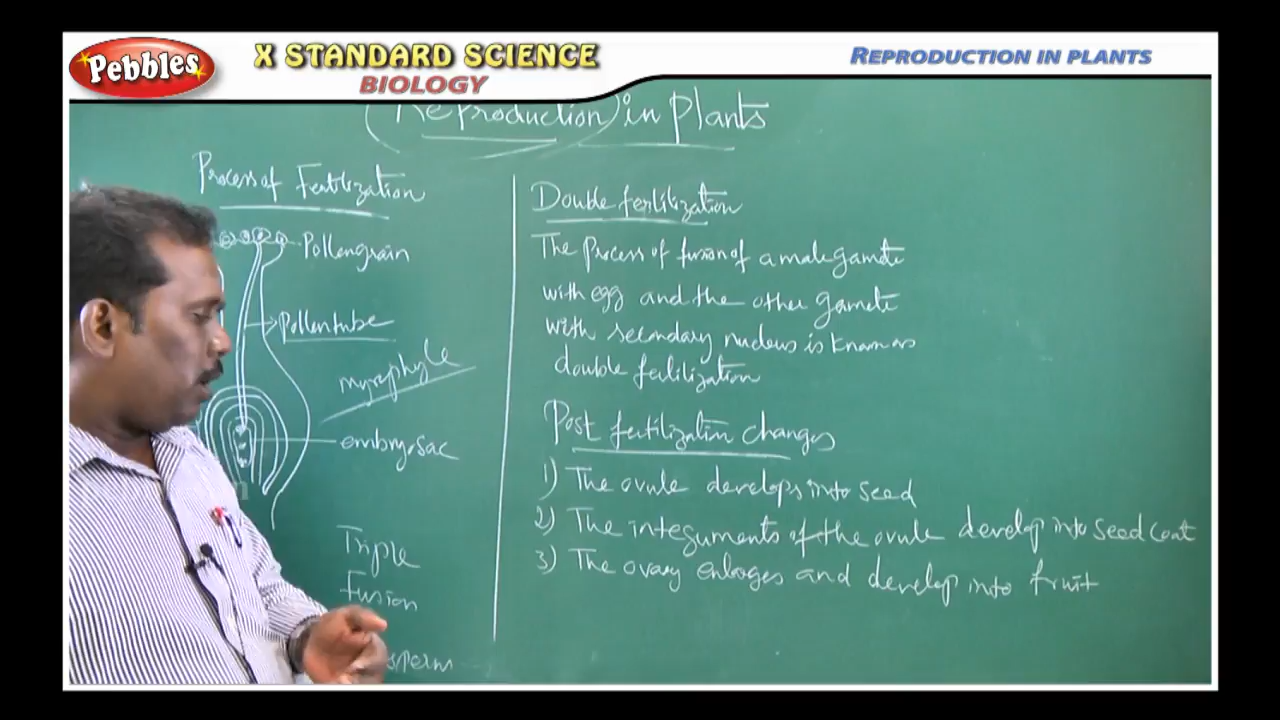 Pebbles
X STANDARD SCIENCE
BIOLOGY
REPRODUCTION IN PLANTS
(Reproduction) in Plants
Process of Fertilization
Pollengrain
Pollentube
embryosac
Triple
Fusion
sperm
Double fertilization
The Process of fusion of a male gamete
with egg and the other gamete
with secondary nucleus is known as
double fertilization
Post fertilization changes
1) The ovule develops into seed
2) The integuments of the ovule develop into seed coat
3) The ovary enlarges and develop into fruit